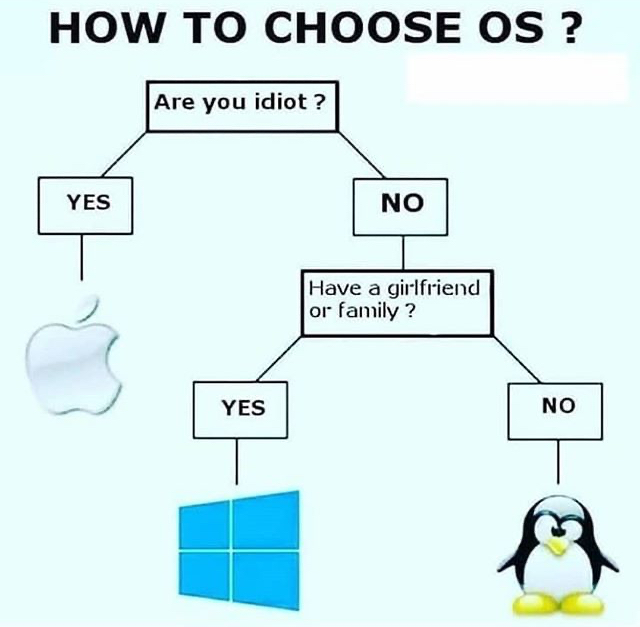 HOW TO CHOOSE OS ?
Are you idiot ?
YES
NO
Have a girlfriend
or family ?
YES
NO